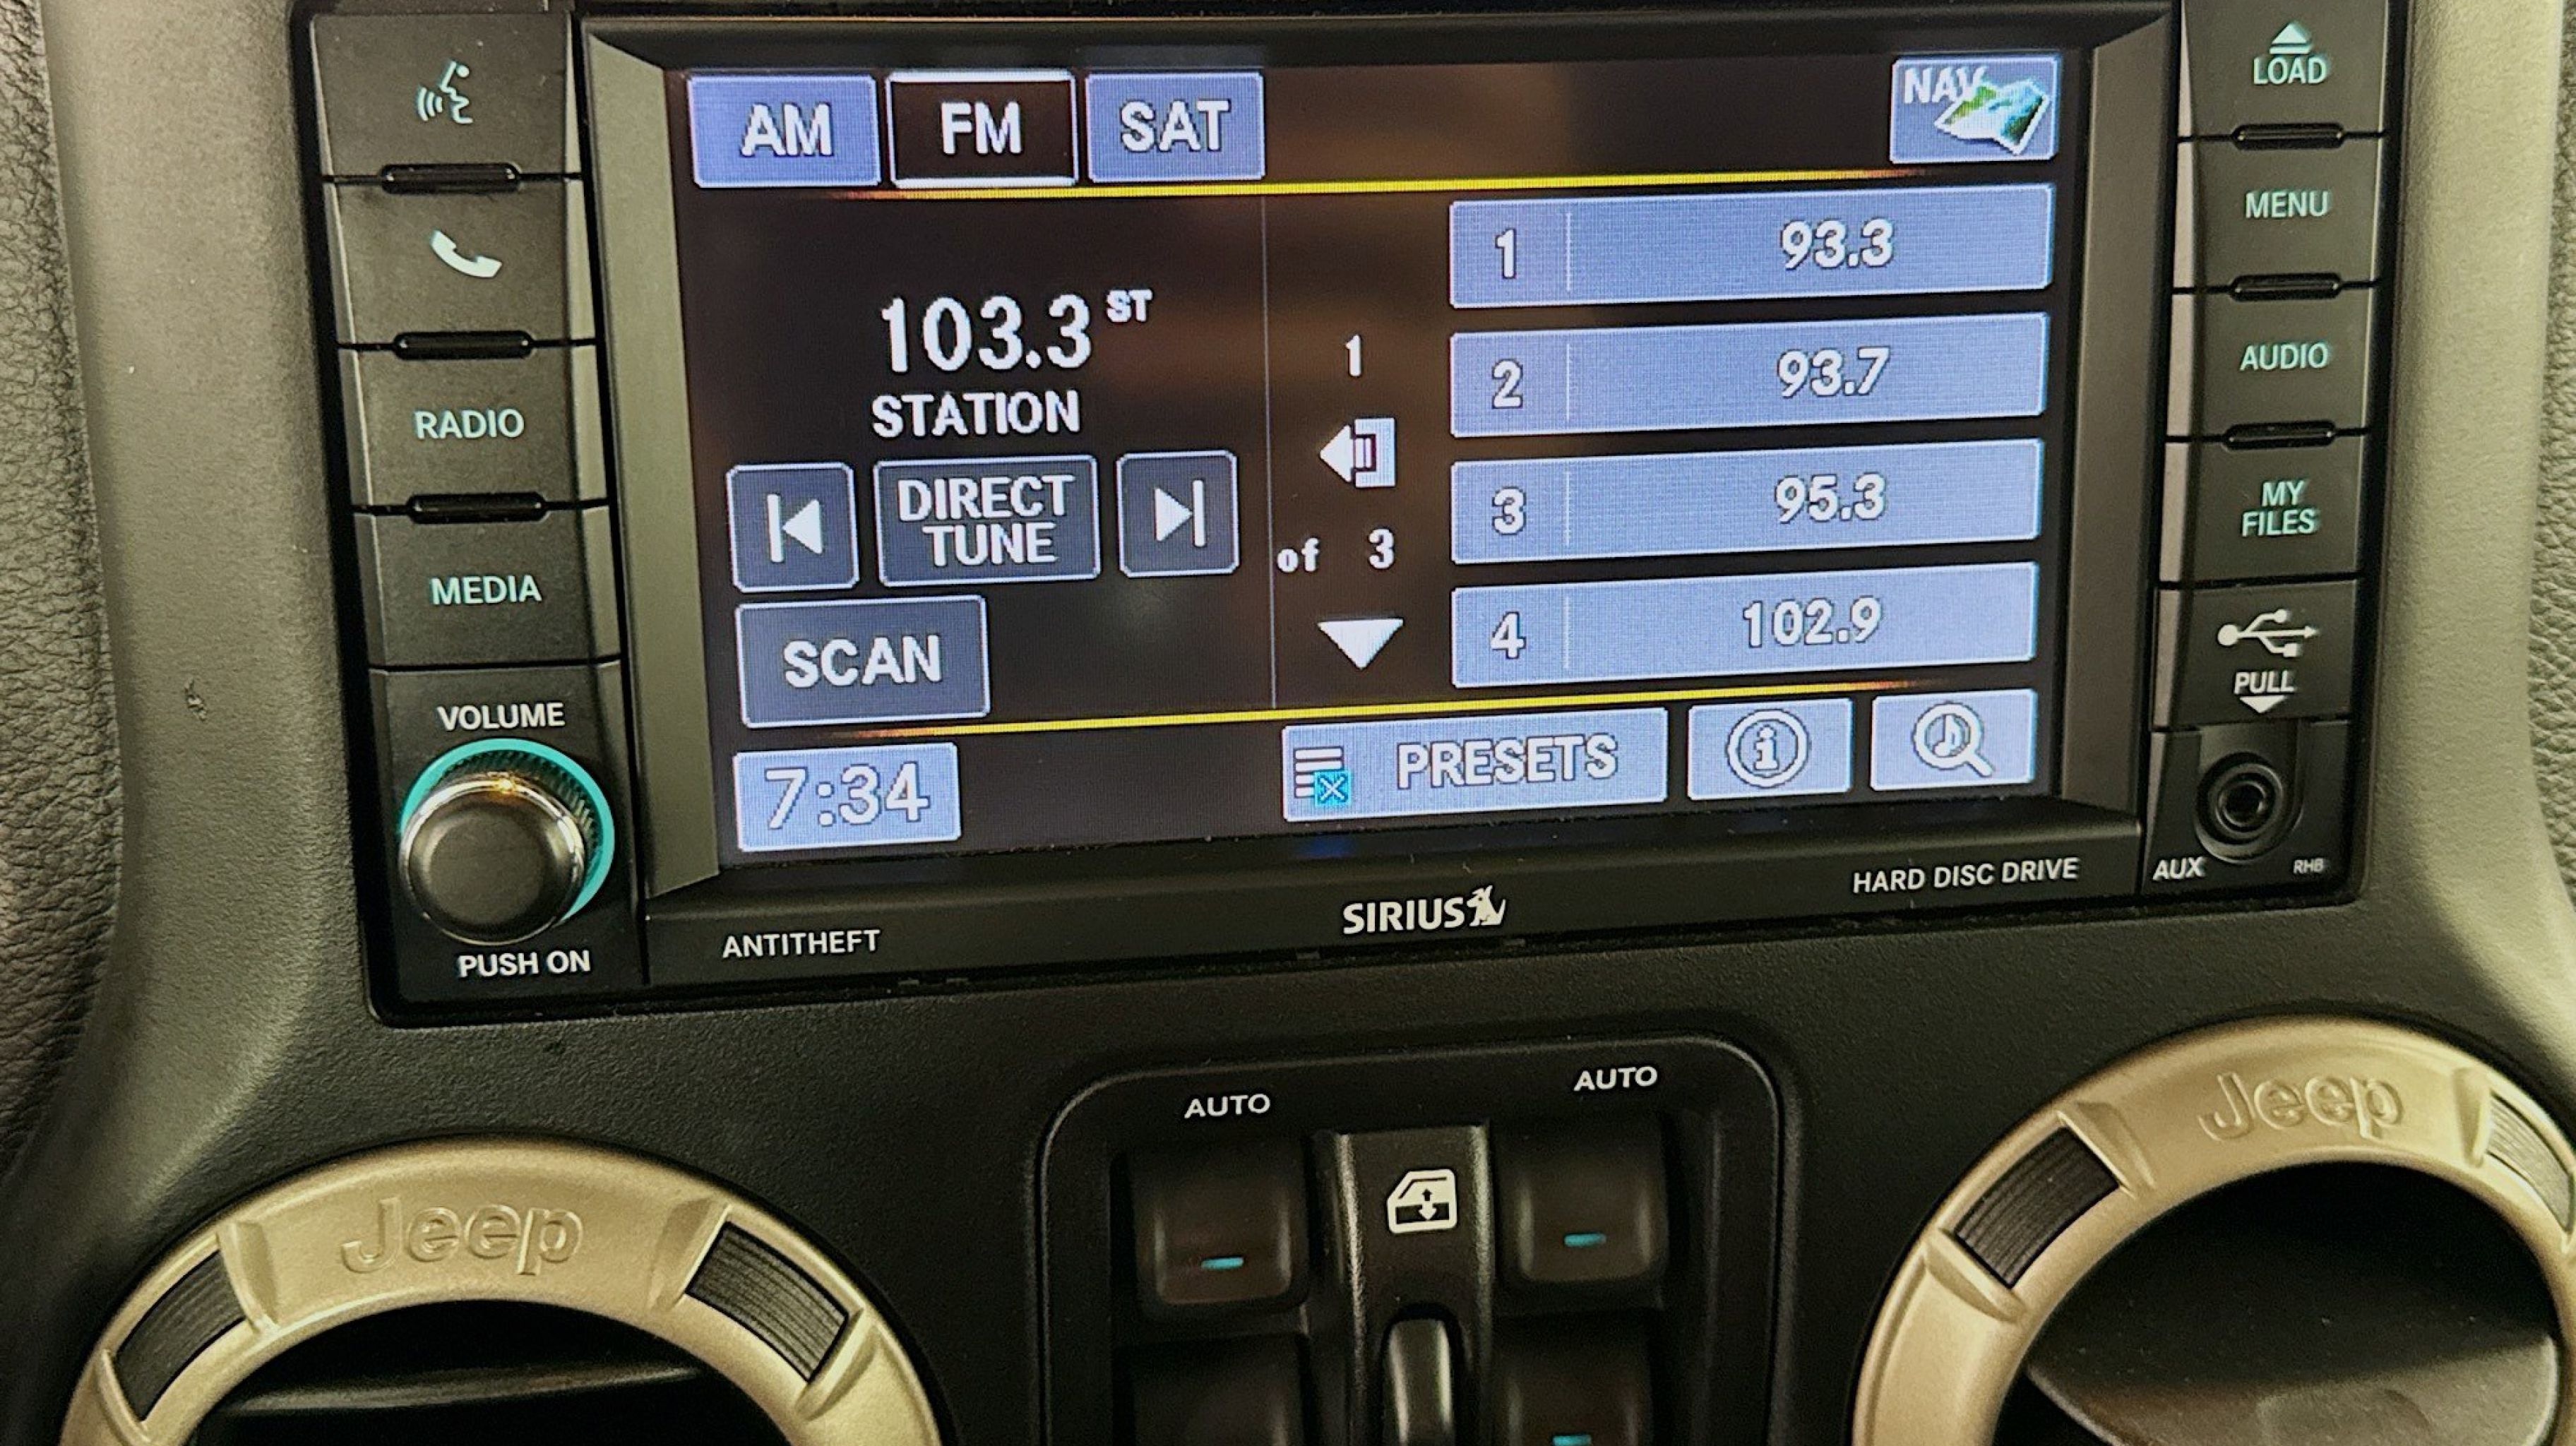 AM FM SAT NAV
103.3 ST
STATION
DIRECT
TUNE
SCAN
1
of 3
1 93.3
2 93.7
3 95.3
4 102.9
7:34
PRESETS
RADIO
MEDIA
VOLUME
PUSH ON
LOAD
MENU
AUDIO
MY
FILES
PULL
AUX
RHB
ANTITHEFT
SIRIUS
HARD DISC DRIVE
AUTO
AUTO
Jeep
Jeep